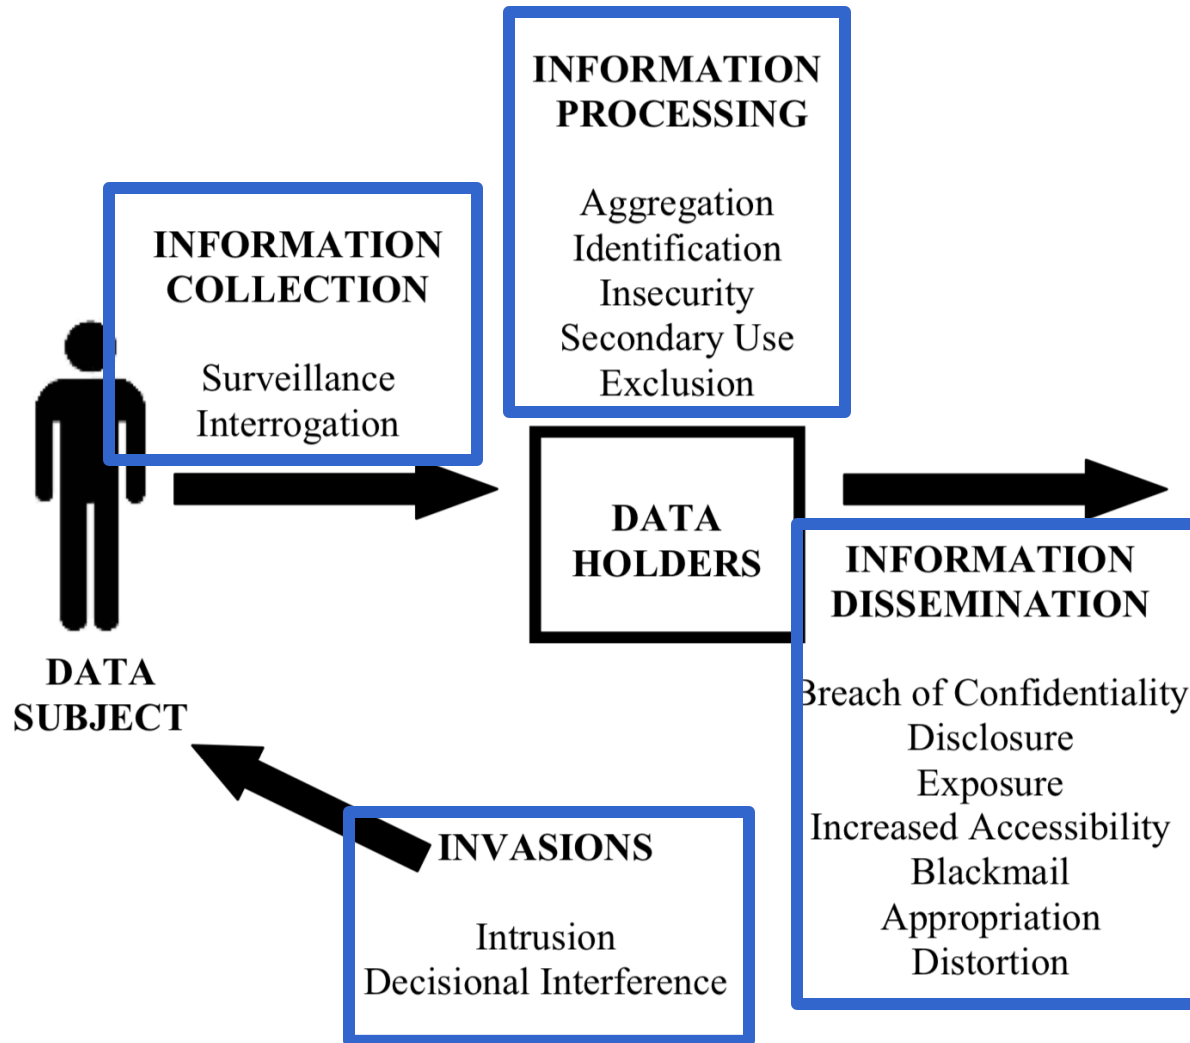 INFORMATION
PROCESSING
Aggregation
Identification
Insecurity
Secondary Use
Exclusion
INFORMATION
COLLECTION
Surveillance
Interrogation
DATA
HOLDERS
INFORMATION
DISSEMINATION
Breach of Confidentiality
Disclosure
Exposure
Increased Accessibility
Blackmail
Appropriation
Distortion
DATA
SUBJECT
INVASIONS
Intrusion
Decisional Interference